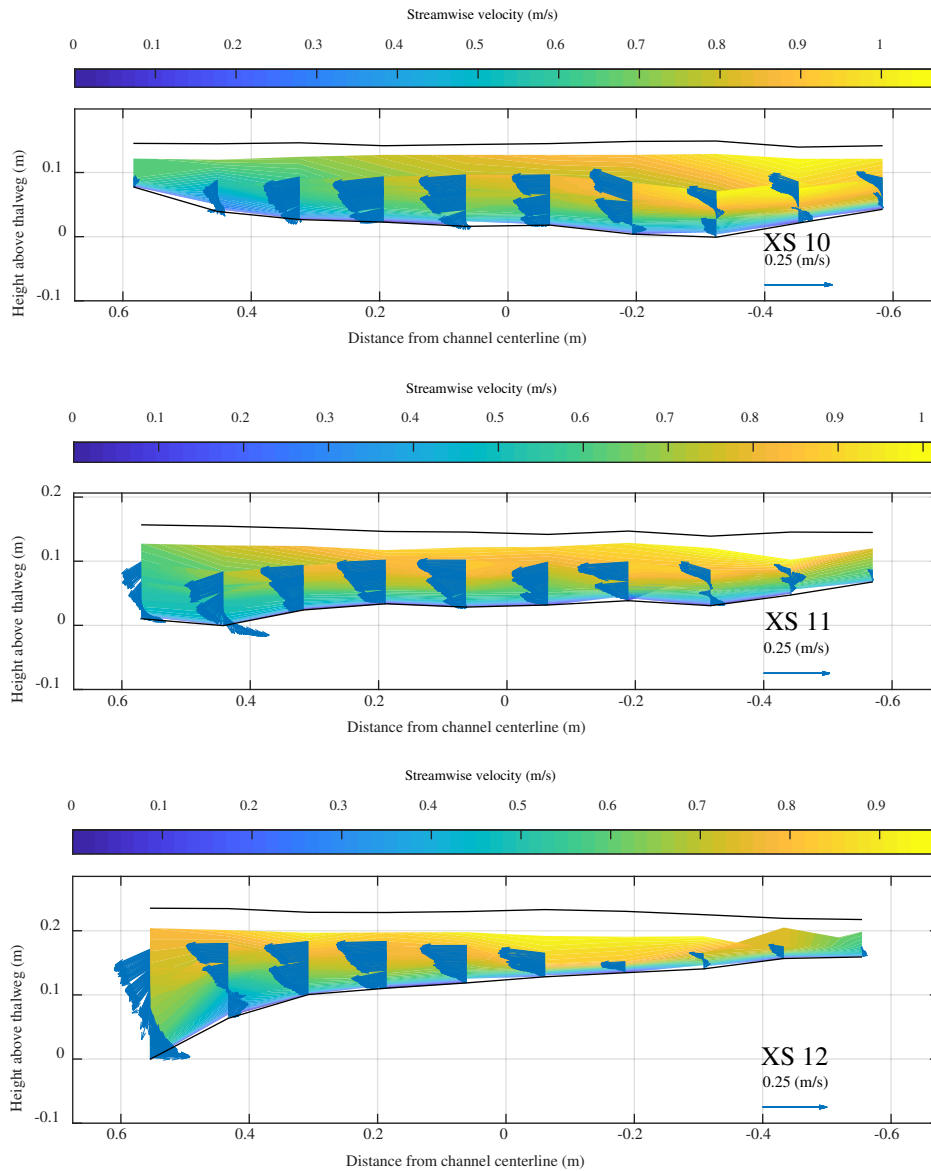 Streamwise velocity (m/s)
0 0.1 0.2 0.3 0.4 0.5 0.6 0.7 0.8 0.9 1
Height above thalweg (m)
0.1
0
-0.1
XS 10
0.25 (m/s)
0.6 0.4 0.2 0 -0.2 -0.4 -0.6
Distance from channel centerline (m)
Streamwise velocity (m/s)
0 0.1 0.2 0.3 0.4 0.5 0.6 0.7 0.8 0.9 1
Height above thalweg (m)
0.2
0.1
0
-0.1
XS 11
0.25 (m/s)
0.6 0.4 0.2 0 -0.2 -0.4 -0.6
Distance from channel centerline (m)
Streamwise velocity (m/s)
0 0.1 0.2 0.3 0.4 0.5 0.6 0.7 0.8 0.9
Height above thalweg (m)
0.2
0.1
0
-0.1
XS 12
0.25 (m/s)
0.6 0.4 0.2 0 -0.2 -0.4 -0.6
Distance from channel centerline (m)